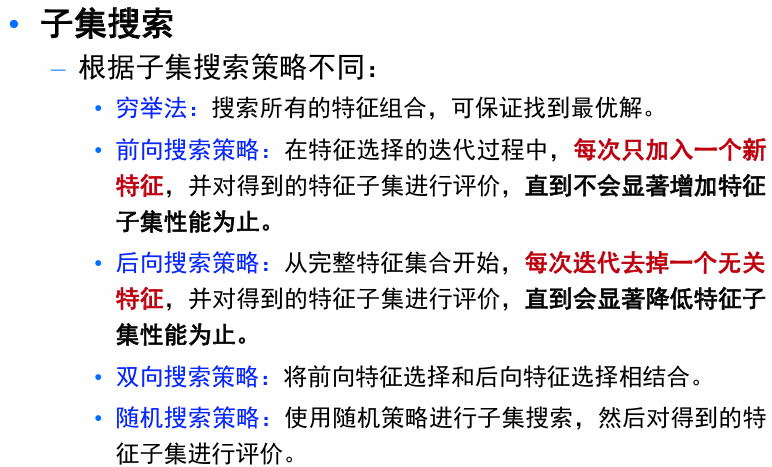 • 子集搜索
– 根据子集搜索策略不同：
• 穷举法：搜索所有的特征组合，可保证找到最优解。
• 前向搜索策略：在特征选择的迭代过程中，每次只加入一个新
特征，并对得到的特征子集进行评价，直到不会显著增加特征
子集性能为止。
• 后向搜索策略：从完整特征集合开始，每次迭代去掉一个无关
特征，并对得到的特征子集进行评价，直到会显著降低特征子
集性能为止。
• 双向搜索策略：将前向特征选择和后向特征选择相结合。
• 随机搜索策略：使用随机策略进行子集搜索，然后对得到的特
征子集进行评价。